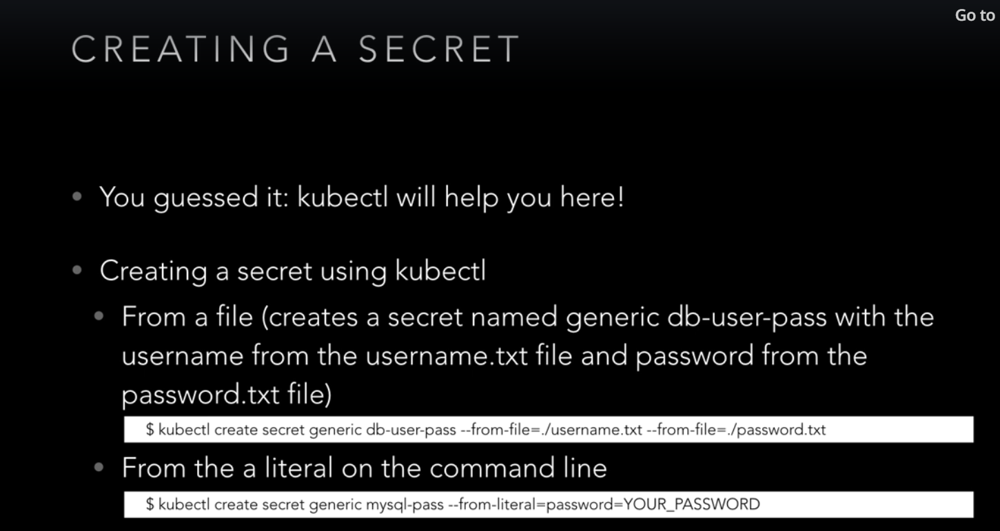 Go to
CREATING A SECRET
• You guessed it: kubectl will help you here!
• Creating a secret using kubectl
• From a file (creates a secret named generic db-user-pass with the
username from the username.txt file and password from the
password.txt file)
$ kubectl create secret generic db-user-pass --from-file=./username.txt --from-file=./password.txt
• From the a literal on the command line
$ kubectl create secret generic mysql-pass --from-literal=password=YOUR_PASSWORD